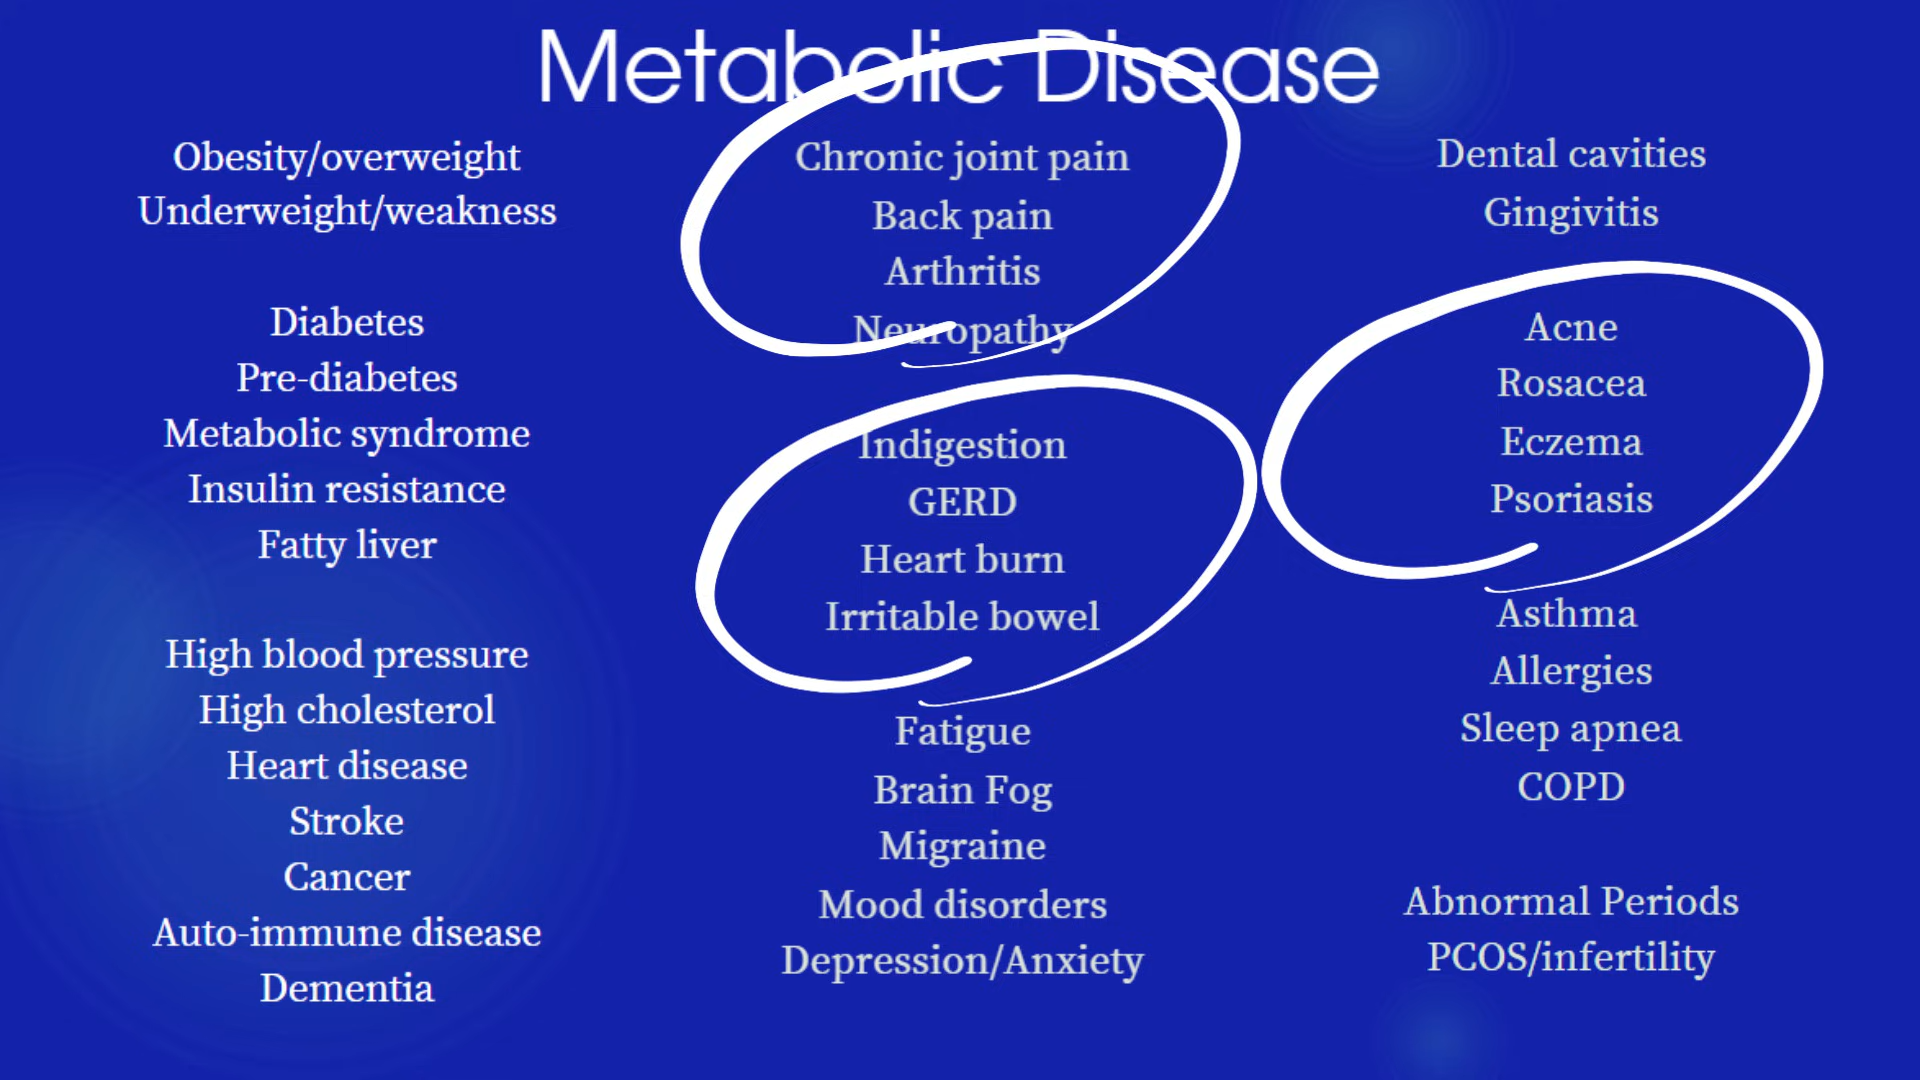 Metabolic Disease
Obesity/overweight
Underweight/weakness
Diabetes
Pre-diabetes
Metabolic syndrome
Insulin resistance
Fatty liver
High blood pressure
High cholesterol
Heart disease
Stroke
Cancer
Auto-immune disease
Dementia
Chronic joint pain
Back pain
Arthritis
Neuropathy
Indigestion
GERD
Heart burn
Irritable bowel
Fatigue
Brain Fog
Migraine
Mood disorders
Depression/Anxiety
Dental cavities
Gingivitis
Acne
Rosacea
Eczema
Psoriasis
Asthma
Allergies
Sleep apnea
COPD
Abnormal Periods
PCOS/infertility